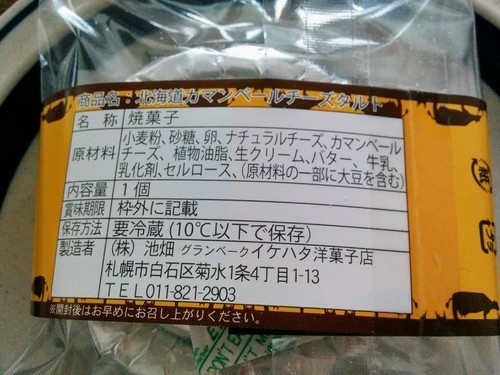 商品名:北海道カマンベールチーズタルト
名 称 焼菓子
原材料 小麦粉、砂糖、卵、ナチュラルチーズ、カマンベール
チーズ、植物油脂、生クリーム、バター、牛乳、
乳化剤、セルロース、(原材料の一部に大豆を含む)
内容量 1個
賞味期限 枠外に記載
保存方法 要冷蔵(10℃以下で保存)
製造者 (株)池畑 グランベークイケハタ洋菓子店
札幌市白石区菊水1条4丁目1-13
TEL011-821-2903
※開封後はお早めにお召し上がりください。